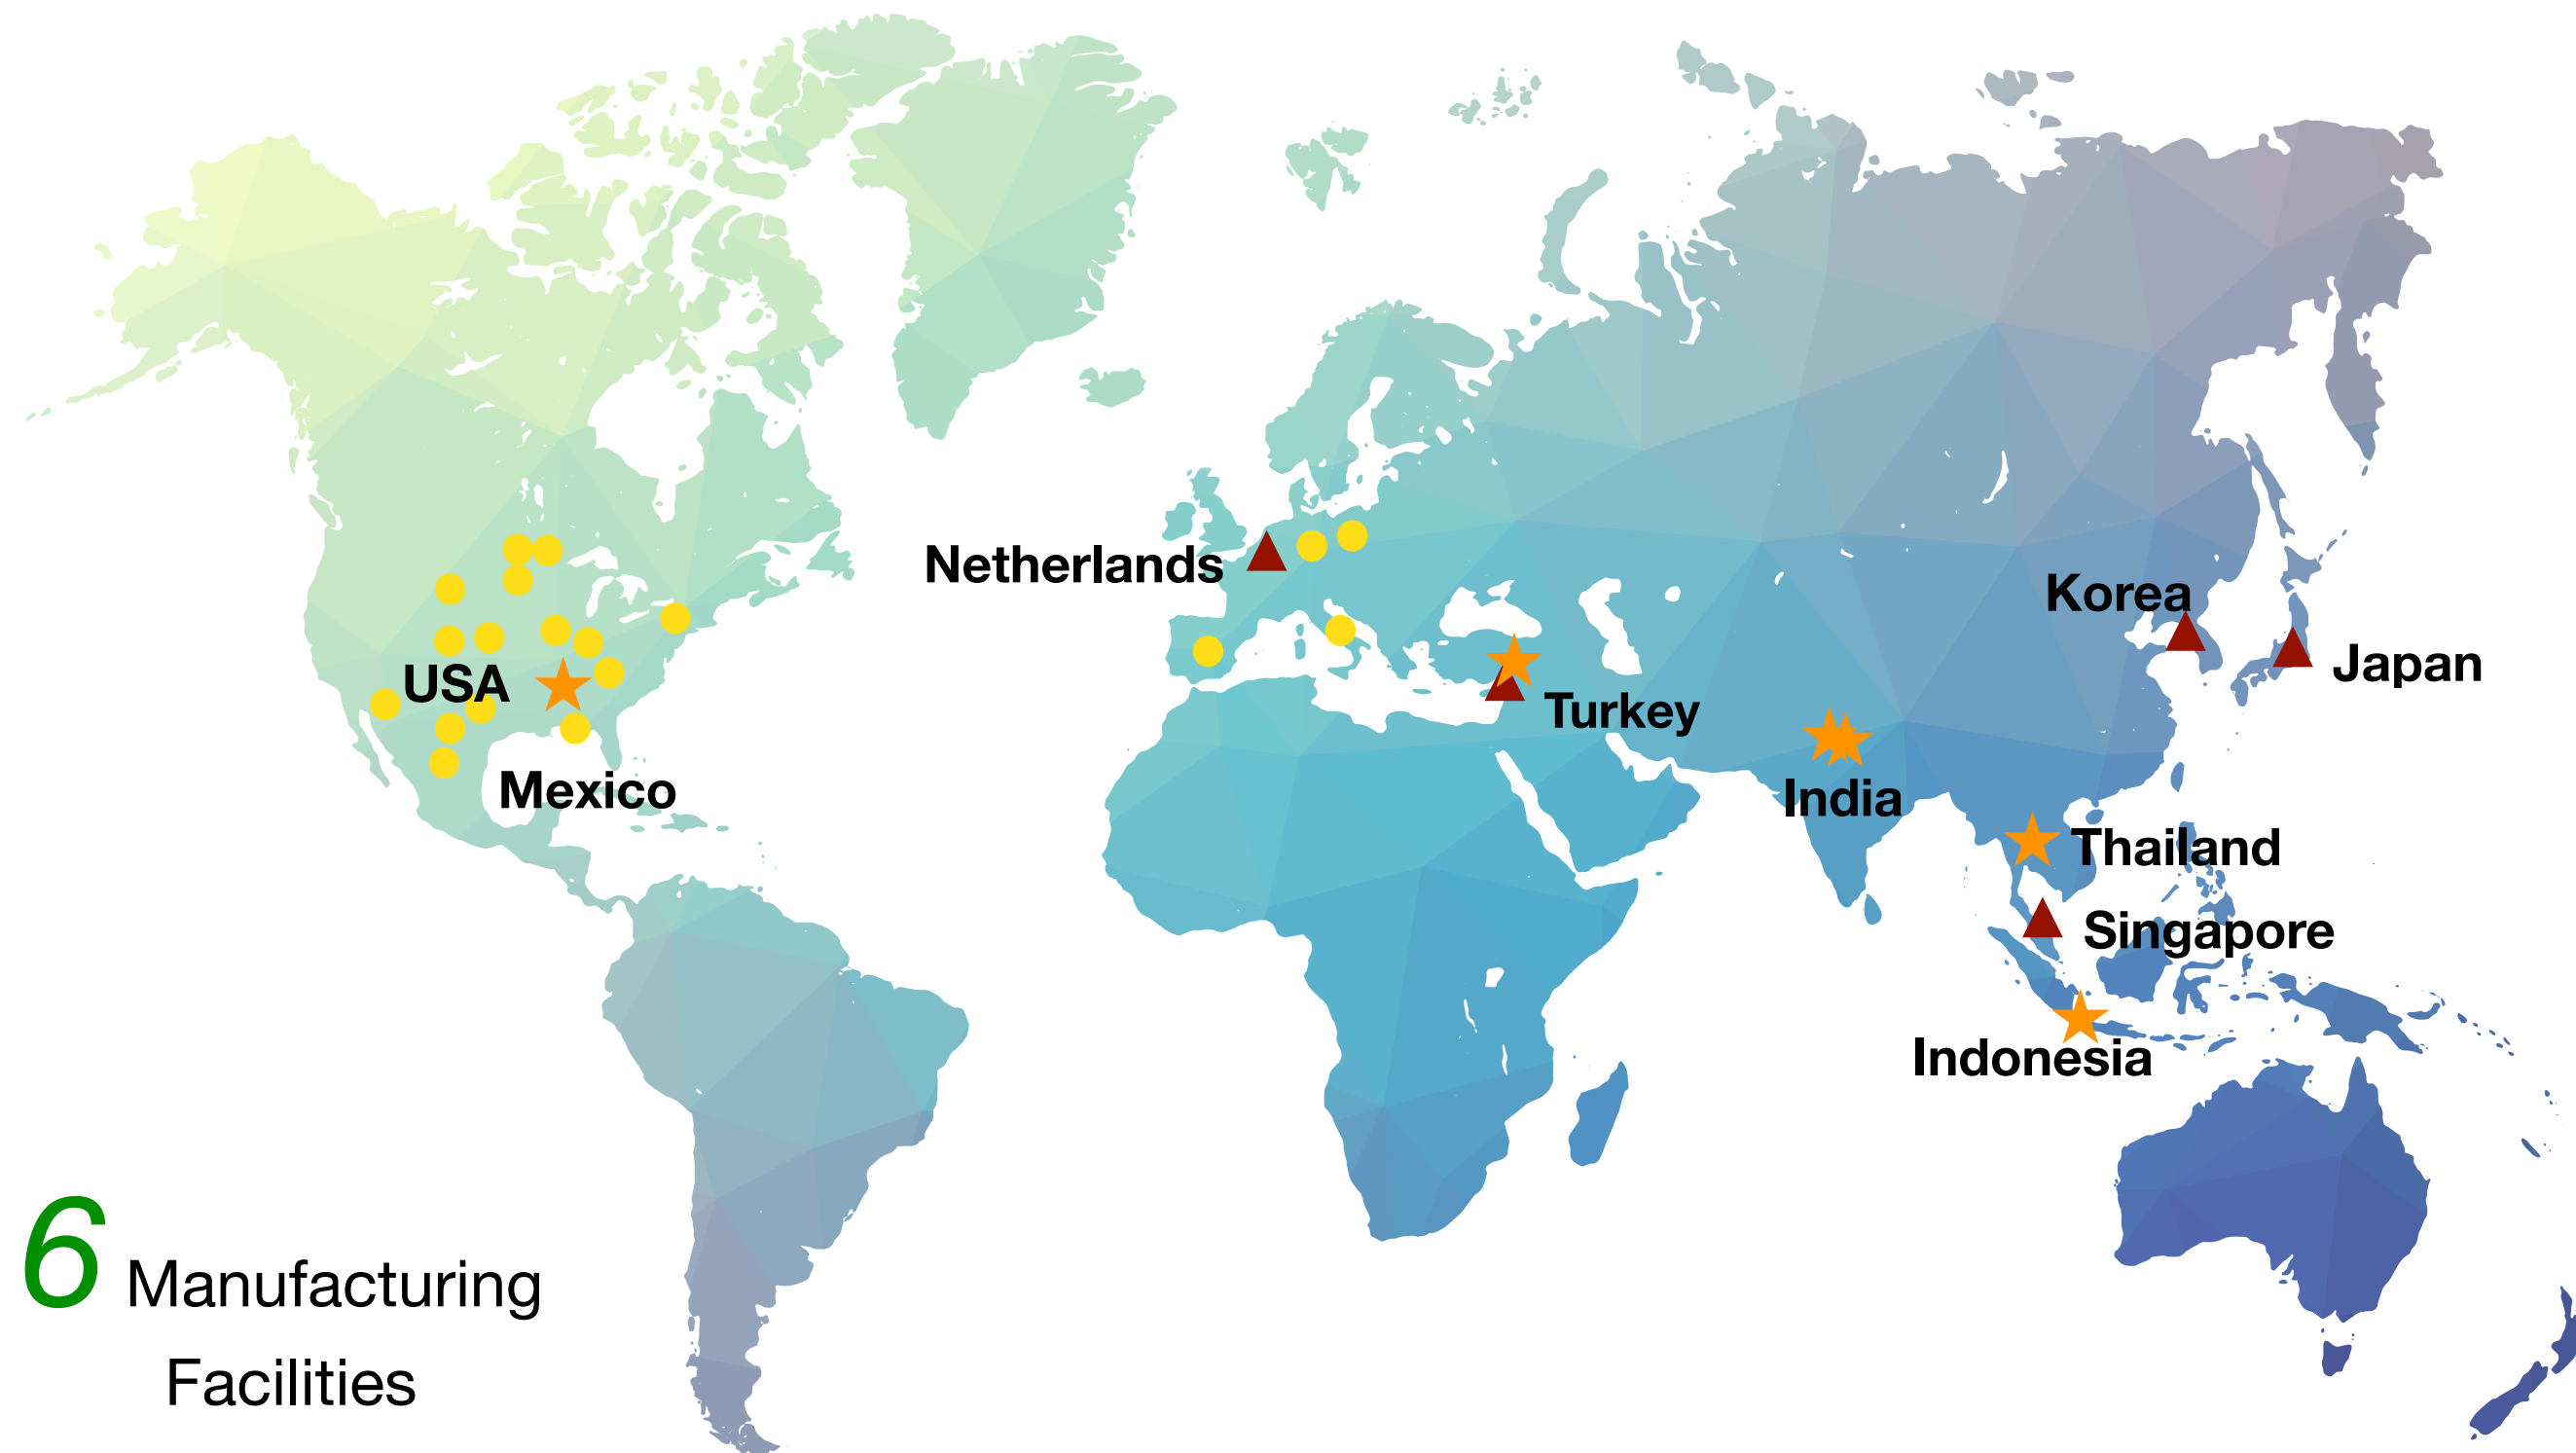 Netherlands
Korea
Japan
USA
Turkey
Mexico
India
Thailand
Singapore
Indonesia
6 Manufacturing
Facilities